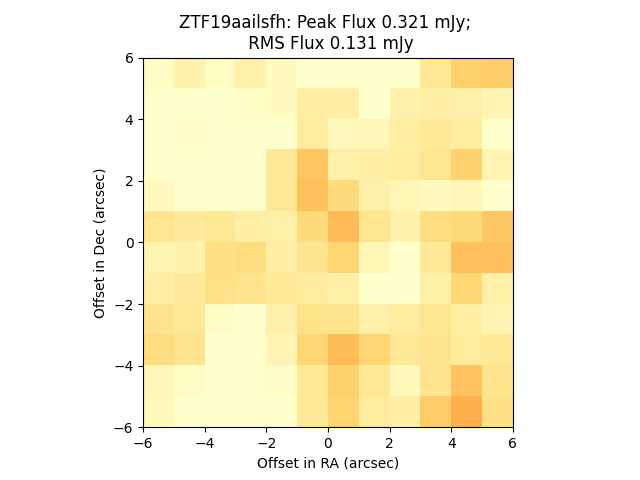 ZTF19aailsfh: Peak Flux 0.321 mJy;
RMS Flux 0.131 mJy
6
4
2
0
−2
−4
−6
Offset in Dec (arcsec)
−6 −4 −2 0 2 4 6
Offset in RA (arcsec)